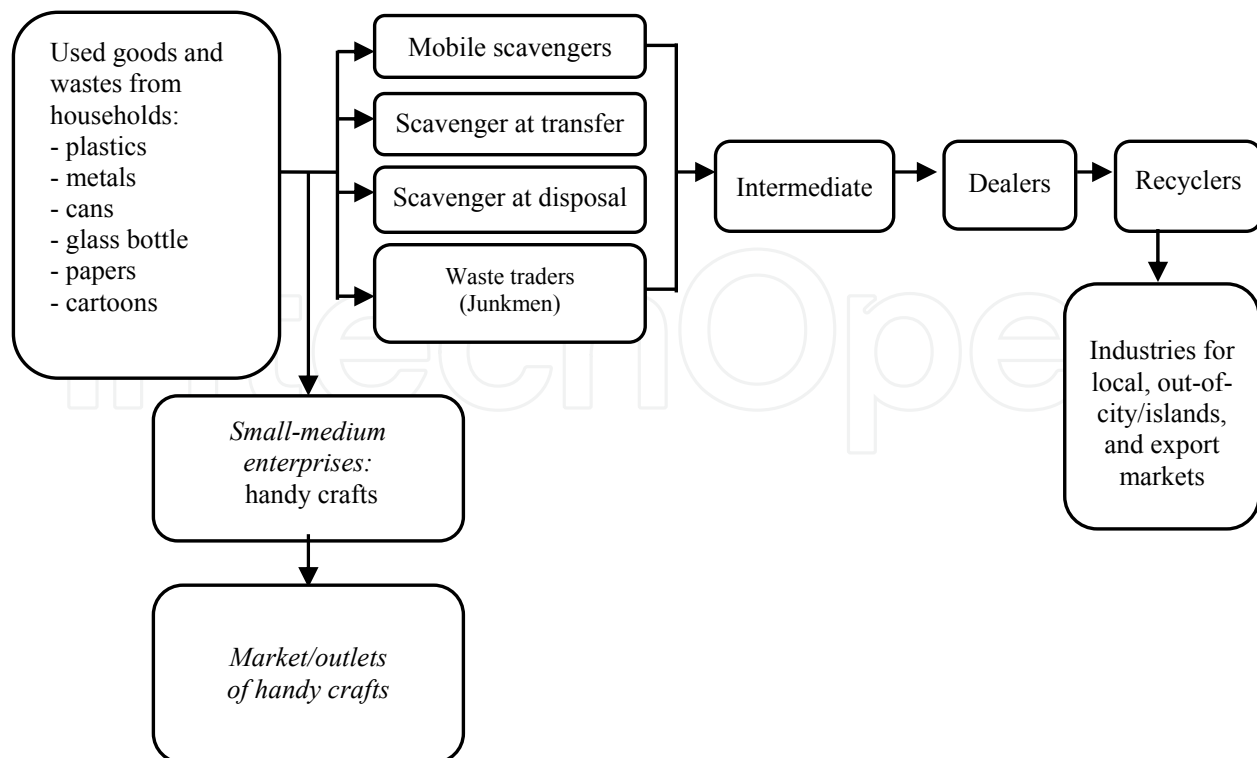 Used goods and
wastes from
households:
- plastics
- metals
- cans
- glass bottle
- papers
- cartoons
Mobile scavengers
Scavenger at transfer
Scavenger at disposal
Waste traders
(Junkmen)
Intermediate
Dealers
Recyclers
Industries for
local, out-of-
city/islands,
and export
markets
Small-medium
enterprises:
handy crafts
Market/outlets
of handy crafts